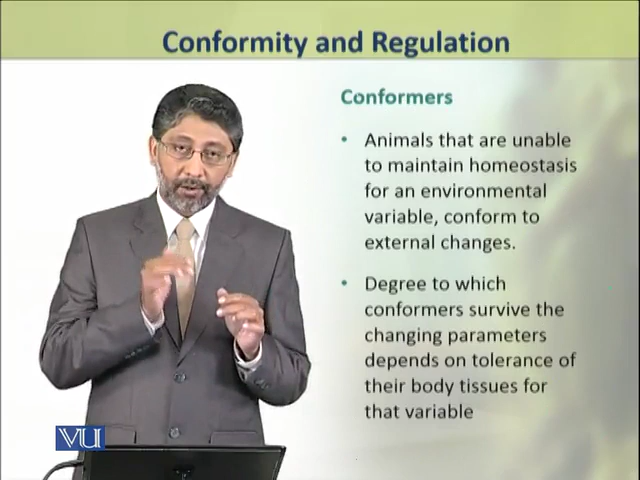 Conformity and Regulation
Conformers
• Animals that are unable
to maintain homeostasis
for an environmental
variable, conform to
external changes.
• Degree to which
conformers survive the
changing parameters
depends on tolerance of
their body tissues for
that variable
VU